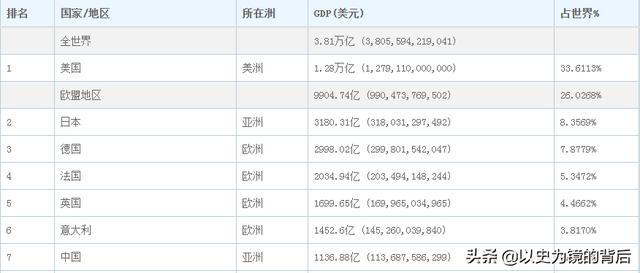 排名 国家/地区 所在洲 GDP(美元) 占世界%
全世界 3.81万亿 (3,805,594,219,041)
1 美国 美洲 1.28万亿 (1,279,110,000,000) 33.6113%
欧盟地区 9904.74亿 (990,473,769,502) 26.0268%
2 日本 亚洲 3180.31亿 (318,031,297,492) 8.3569%
3 德国 欧洲 2998.02亿 (299,801,542,047) 7.8779%
4 法国 欧洲 2034.94亿 (203,494,148,244) 5.3472%
5 英国 欧洲 1699.65亿 (169,965,034,965) 4.4662%
6 意大利 欧洲 1452.6亿 (145,260,039,840) 3.8170%
7 中国 亚洲 1136.88亿 (113,687,586,299)
头条 @以史为镜的背后